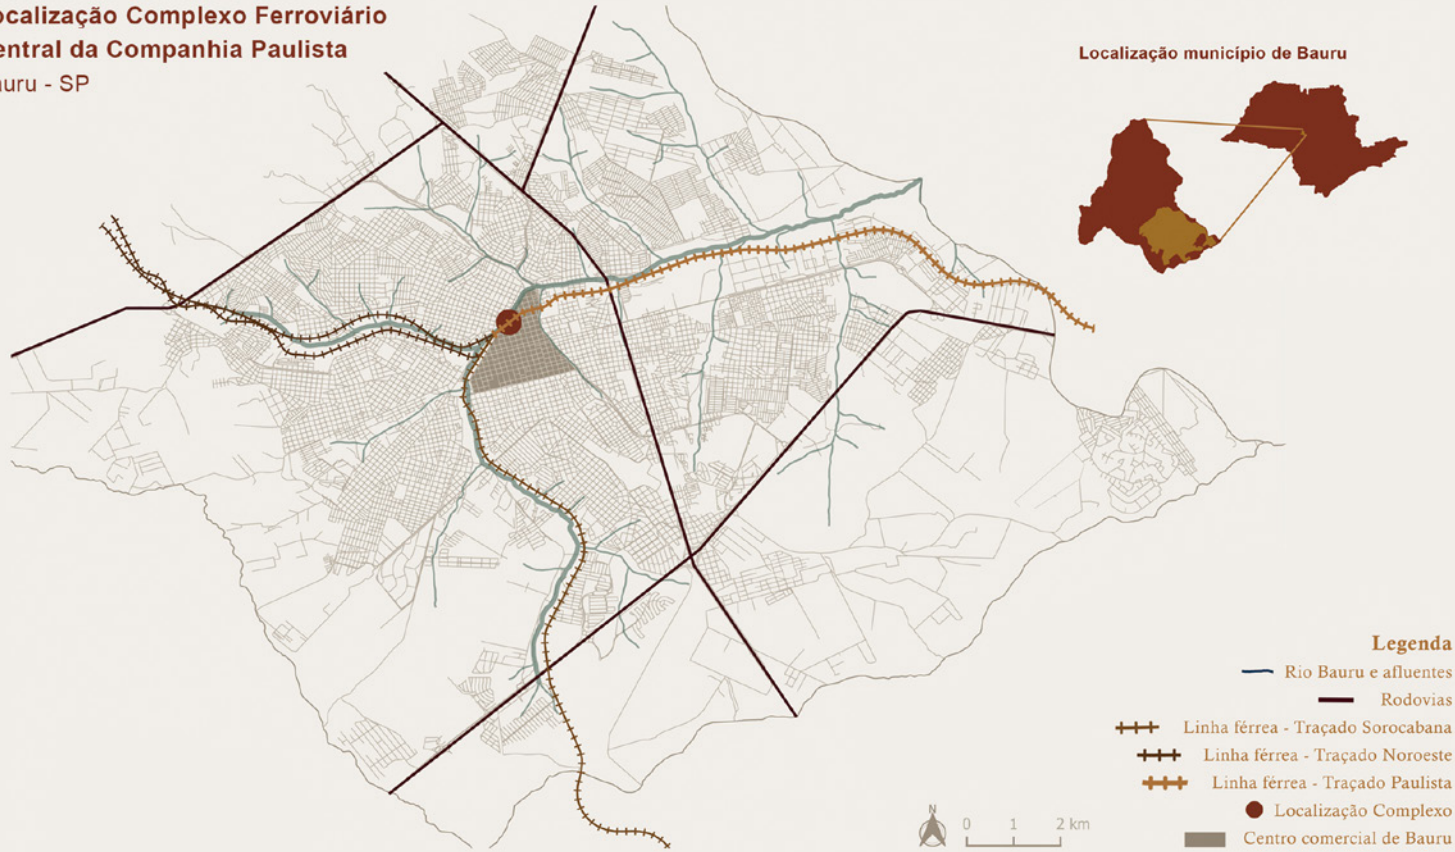 ocalização Complexo Ferroviário
entral da Companhia Paulista
auru - SP
Localização município de Bauru
Legenda
Rio Bauru e afluentes
Rodovias
Linha férrea - Traçado Sorocabana
Linha férrea - Traçado Noroeste
Linha férrea - Traçado Paulista
Localização Complexo
Centro comercial de Bauru
N
0 1 2 km